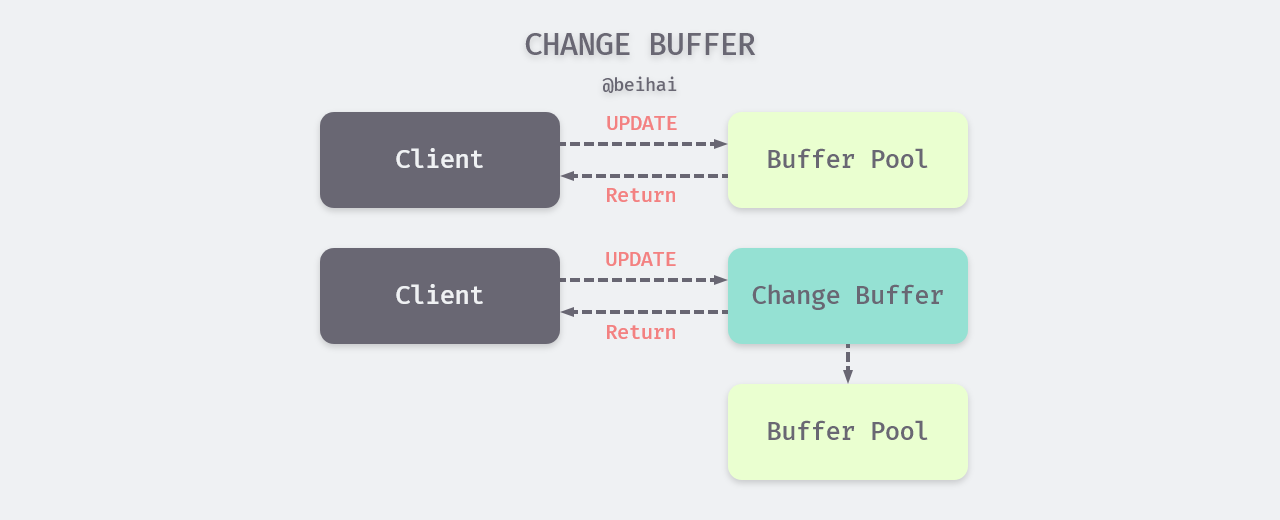 CHANGE BUFFER
@beihai
UPDATE
Client
Buffer Pool
Return
UPDATE
Client
Change Buffer
Return
Buffer Pool